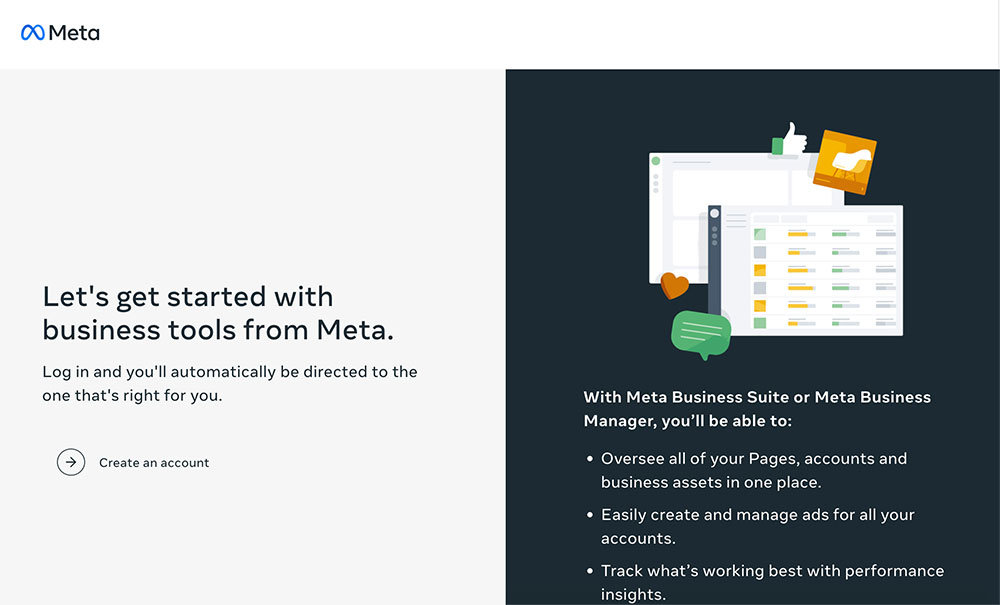 Meta
Let's get started with
business tools from Meta.
Log in and you'll automatically be directed to the
one that's right for you.
Create an account
With Meta Business Suite or Meta Business
Manager, you’ll be able to:
• Oversee all of your Pages, accounts and
business assets in one place.
• Easily create and manage ads for all your
accounts.
• Track what’s working best with performance
insights.